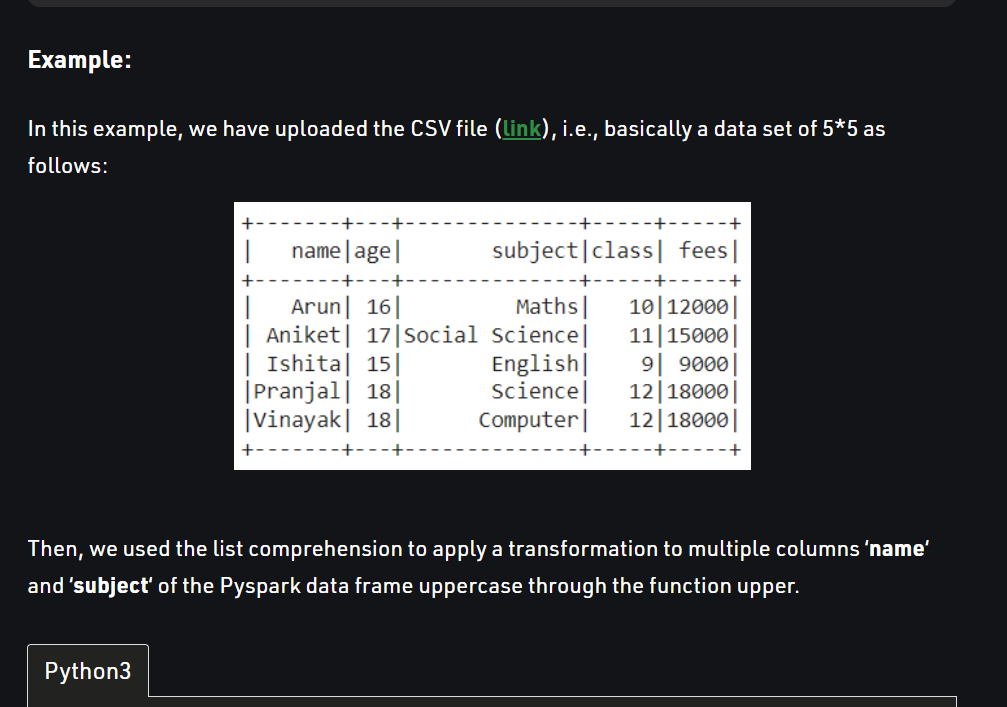 Example:
In this example, we have uploaded the CSV file (link), i.e., basically a data set of 5*5 as
follows:
+-------+---+--------------+-----+-----+
|   name|age|       subject|class| fees|
+-------+---+--------------+-----+-----+
|   Arun| 16|         Maths|   10|12000|
| Aniket| 17|Social Science|   11|15000|
| Ishita| 15|       English|    9| 9000|
|Pranjal| 18|       Science|   12|18000|
|Vinayak| 18|      Computer|   12|18000|
+-------+---+--------------+-----+-----+
Then, we used the list comprehension to apply a transformation to multiple columns ‘name’
and ‘subject’ of the Pyspark data frame uppercase through the function upper.
Python3